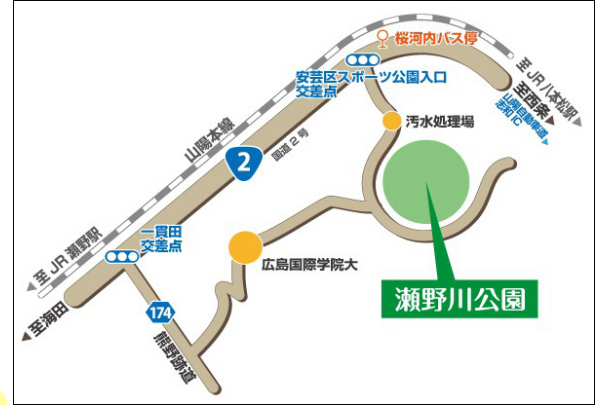 桜河内バス停
安芸区スポーツ公園入口
交差点
至JR八本松駅
至西条
山陽自動車道
志和IC
汚水処理場
山陽本線
2
国道2号
一貫田
交差点
至JR瀬野駅
至海田
広島国際学院大
瀬野川公園
174
熊野跡道